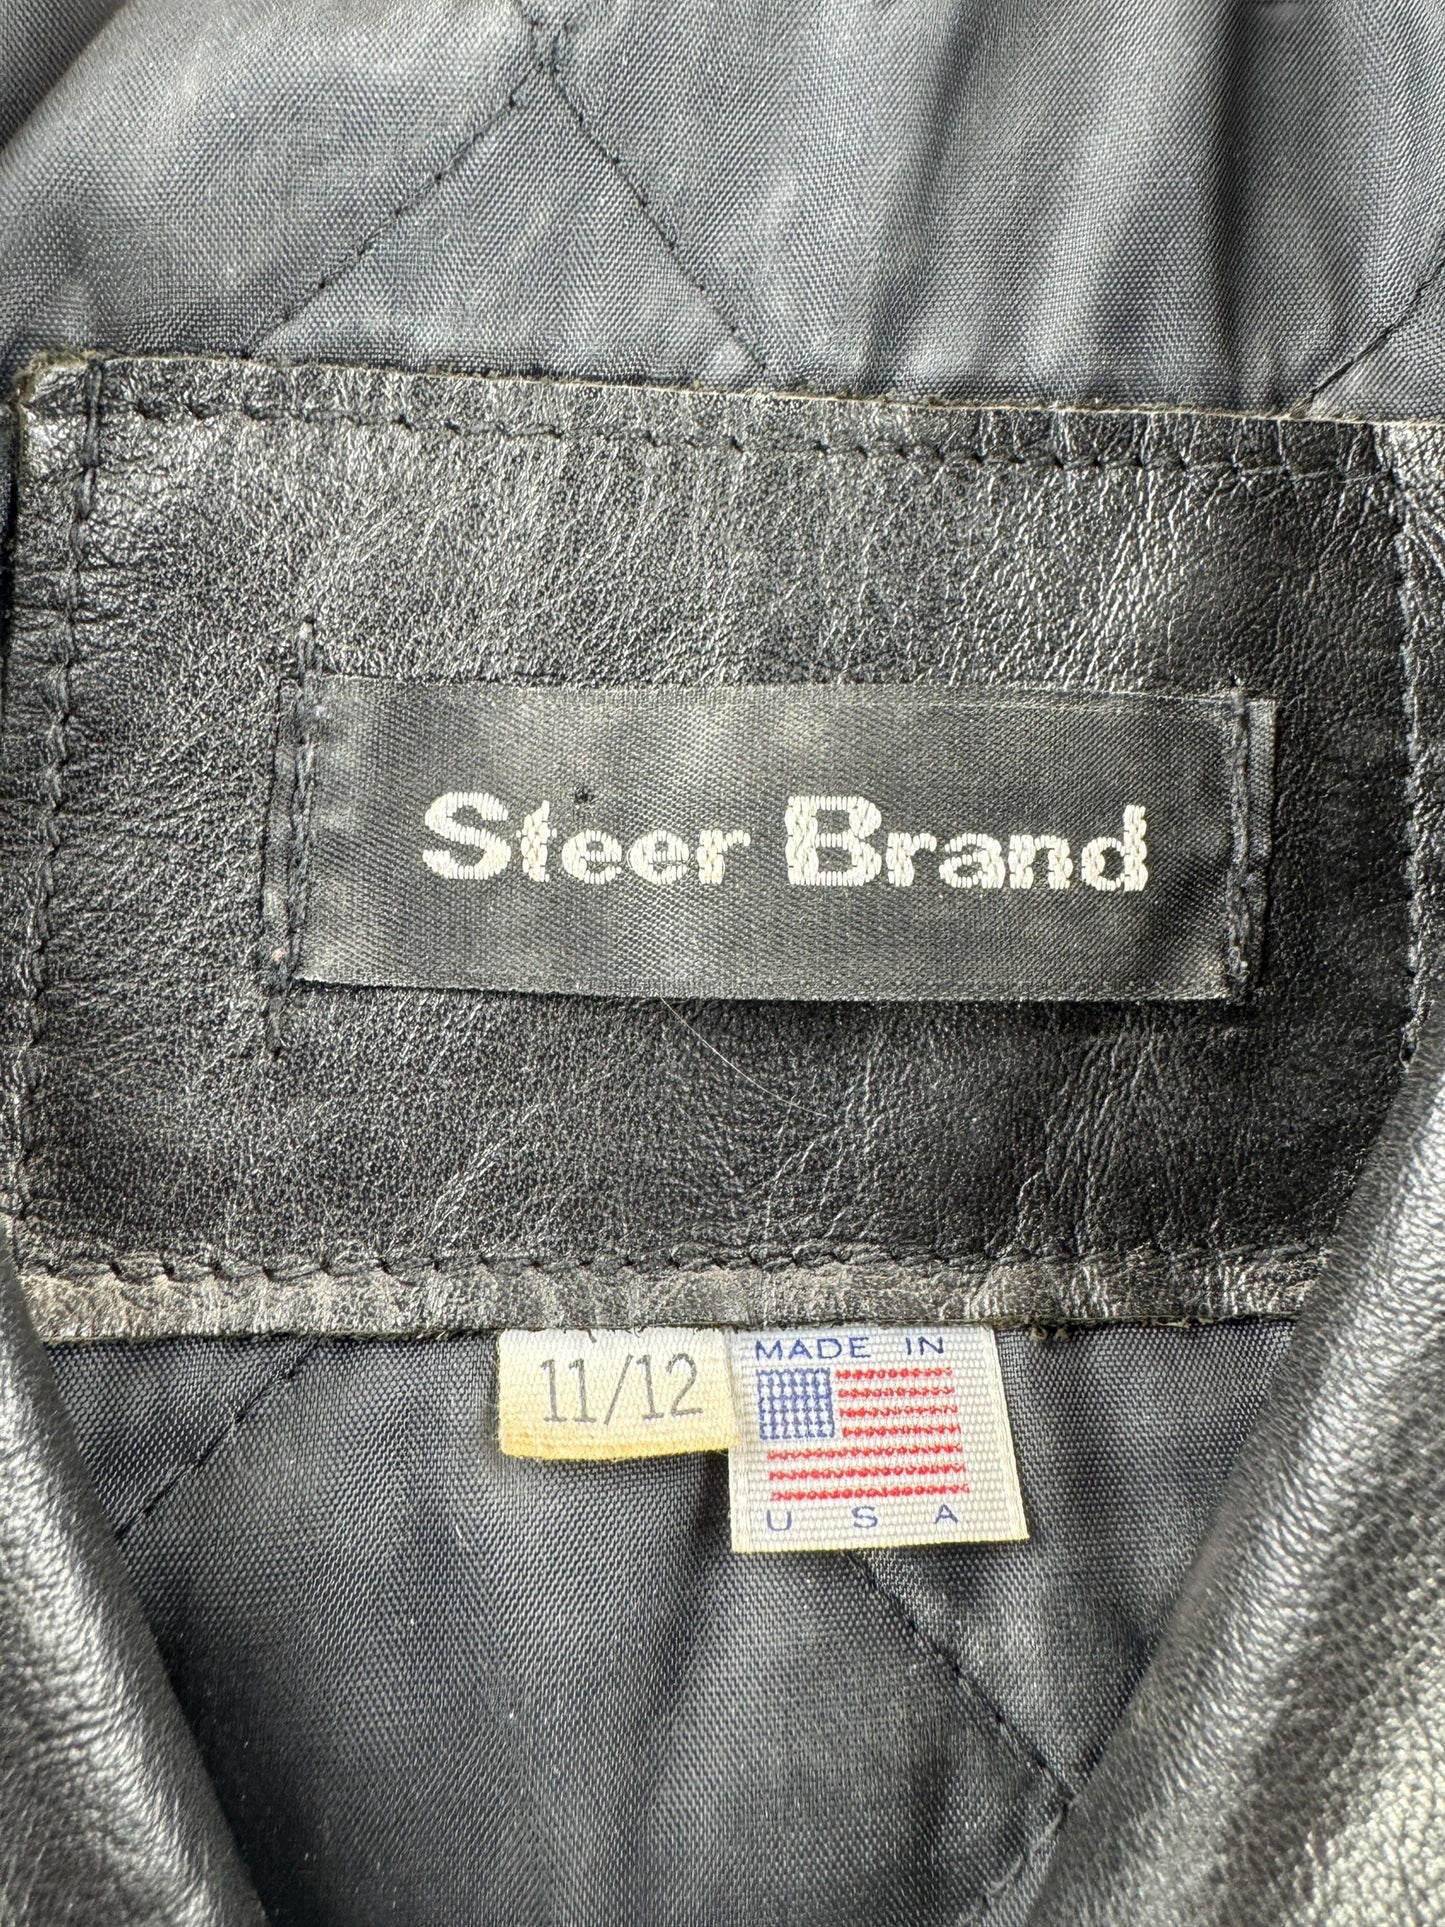 Steer Brand
11/12
MADE IN
U S A